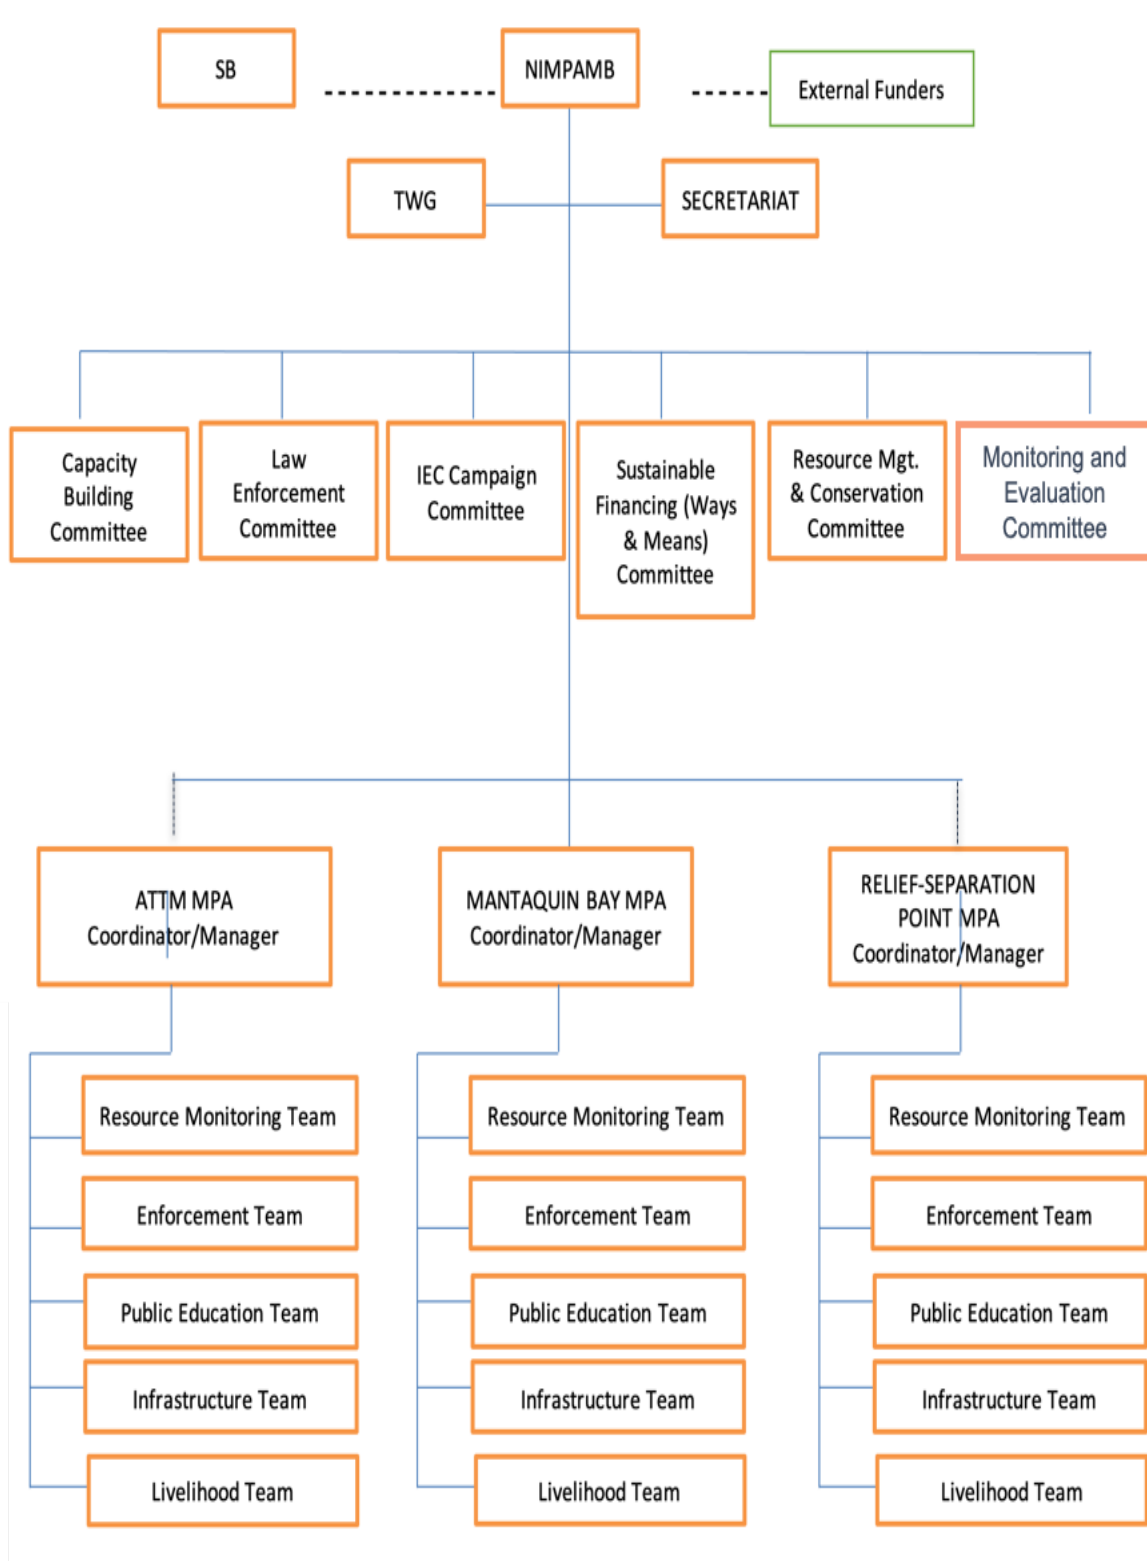 SB
NIMPAMB
External Funders
TWG
SECRETARIAT
Capacity
Building
Committee
Law
Enforcement
Committee
IEC Campaign
Committee
Sustainable
Financing (Ways
& Means)
Committee
Resource Mgt.
& Conservation
Committee
Monitoring and
Evaluation
Committee
ATTM MPA
Coordinator/Manager
MANTAQUIN BAY MPA
Coordinator/Manager
RELIEF-SEPARATION
POINT MPA
Coordinator/Manager
Resource Monitoring Team
Enforcement Team
Public Education Team
Infrastructure Team
Livelihood Team
Resource Monitoring Team
Enforcement Team
Public Education Team
Infrastructure Team
Livelihood Team
Resource Monitoring Team
Enforcement Team
Public Education Team
Infrastructure Team
Livelihood Team